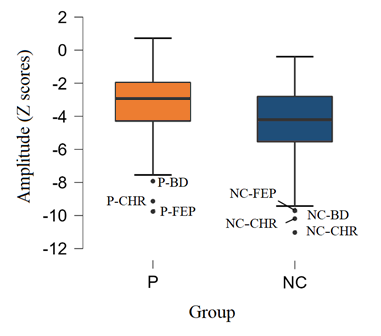 Amplitude (Z scores)
2
0
-2
-4
-6
-8
-10
-12
P-BD
P-CHR
P-FEP
NC-FEP
NC-BD
NC-CHR
NC-CHR
P
NC
Group